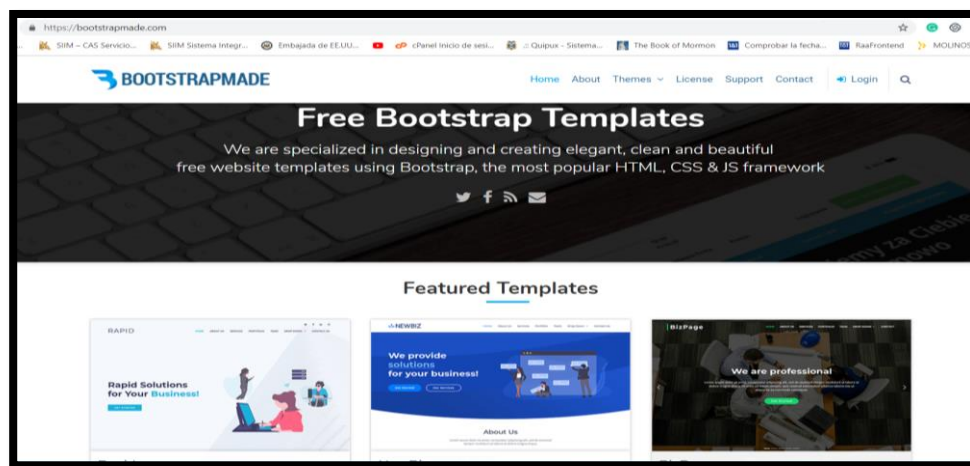 https://bootstrapmade.com
SIIM – CAS Servicio... SIIM Sistema Integr... Embajada de EE.UU... cPanel Inicio de sesi... .:: Quipux - Sistema... The Book of Mormon Comprobar la fecha... RaaFrontend MOLINOS
BOOTSTRAPMADE Home About Themes License Support Contact Login
Free Bootstrap Templates
We are specialized in designing and creating elegant, clean and beautiful
free website templates using Bootstrap, the most popular HTML, CSS & JS framework
Featured Templates
RAPID
Rapid Solutions
for Your Business!
NEWBIZ
We provide
solutions
for your business!
About Us
BizPage
We are professional